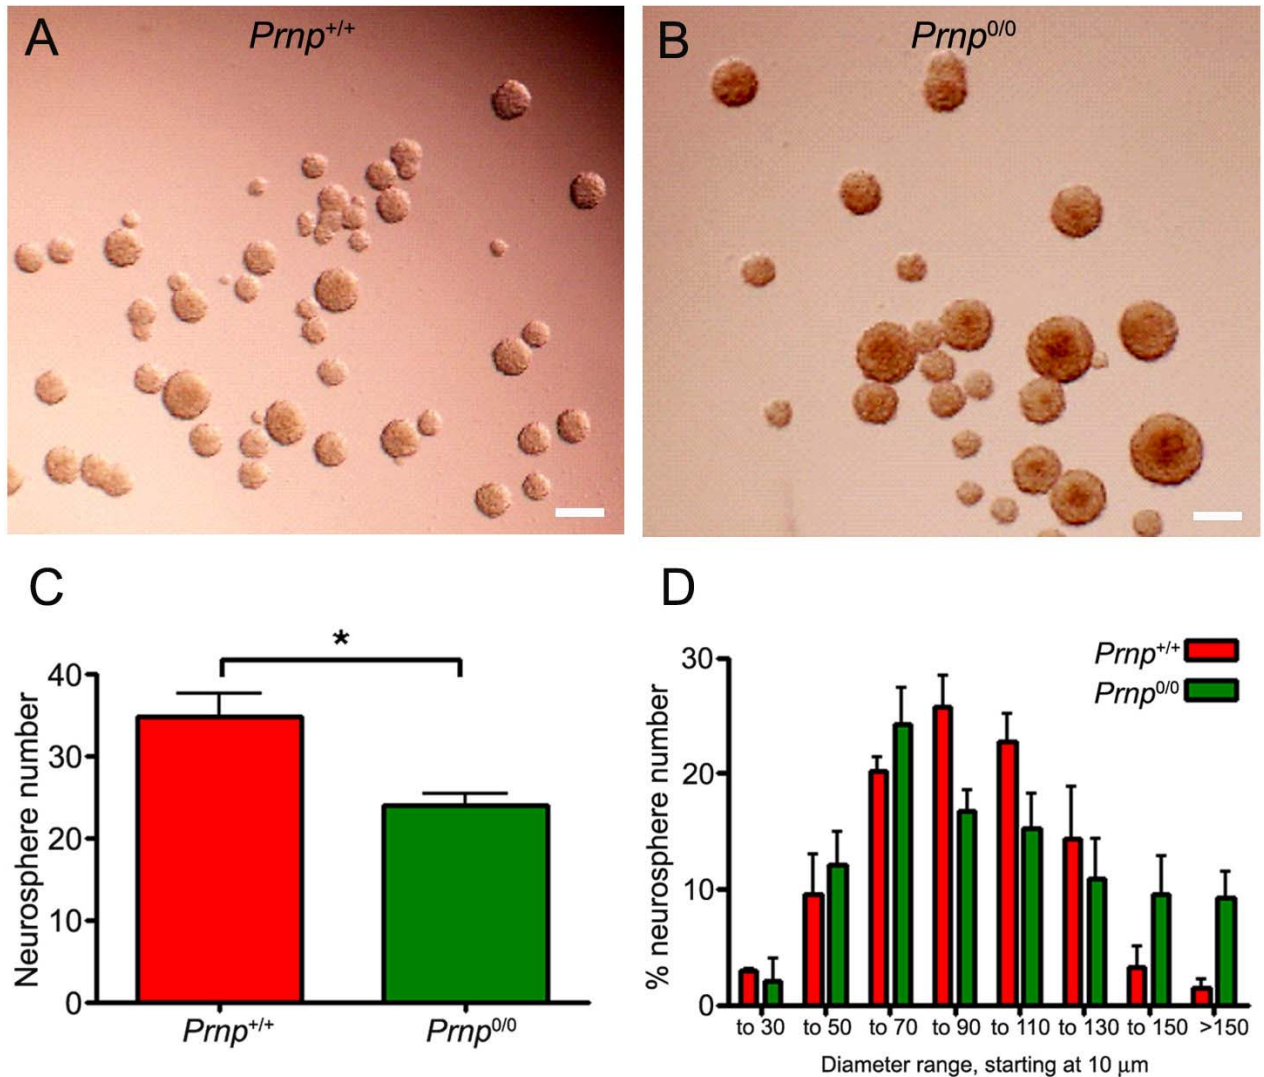 A
Prnp+/+
B
Prnp0/0
C
*
Neurosphere number
40
30
20
10
0
Prnp+/+
Prnp0/0
D
Prnp+/+
Prnp0/0
% neurosphere number
30
20
10
0
to 30 to 50 to 70 to 90 to 110 to 130 to 150 >150
Diameter range, starting at 10 μm